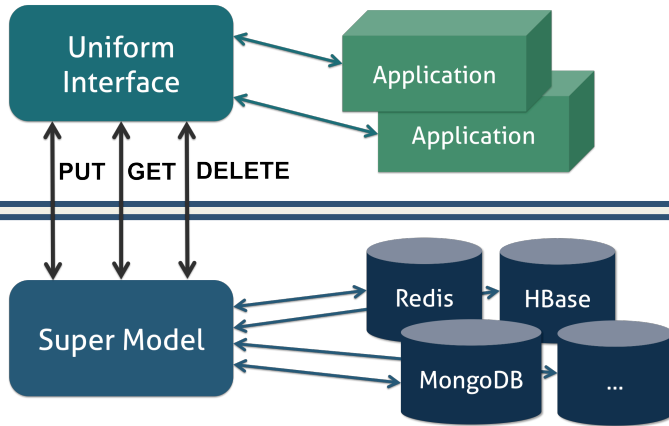 Uniform
Interface
Application
Application
PUT GET DELETE
Redis
HBase
Super Model
MongoDB
...